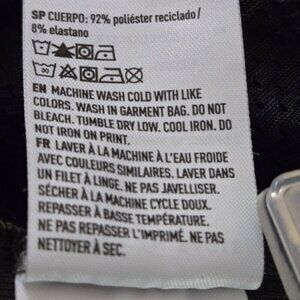 SP CUERPO: 92% poliéster reciclado/
8% elastano
EN MACHINE WASH COLD WITH LIKE
COLORS. WASH IN GARMENT BAG. DO NOT
BLEACH. TUMBLE DRY LOW. COOL IRON. DO
NOT IRON ON PRINT.
FR LAVER À LA MACHINE À L'EAU FROIDE
AVEC COULEURS SIMILAIRES. LAVER DANS
UN FILET À LINGE. NE PAS JAVELLISER.
SÉCHER À LA MACHINE CYCLE DOUX.
REPASSER À BASSE TEMPÉRATURE.
NE PAS REPASSER L'IMPRIMÉ. NE PAS
NETTOYER À SEC.